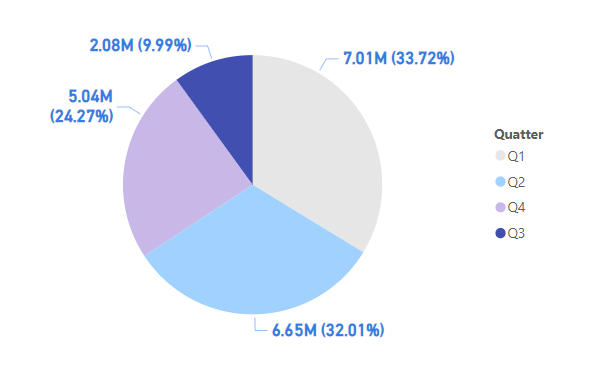 2.08M (9.99%)
7.01M (33.72%)
5.04M
(24.27%)
6.65M (32.01%)
Quatter
Q1
Q2
Q4
Q3